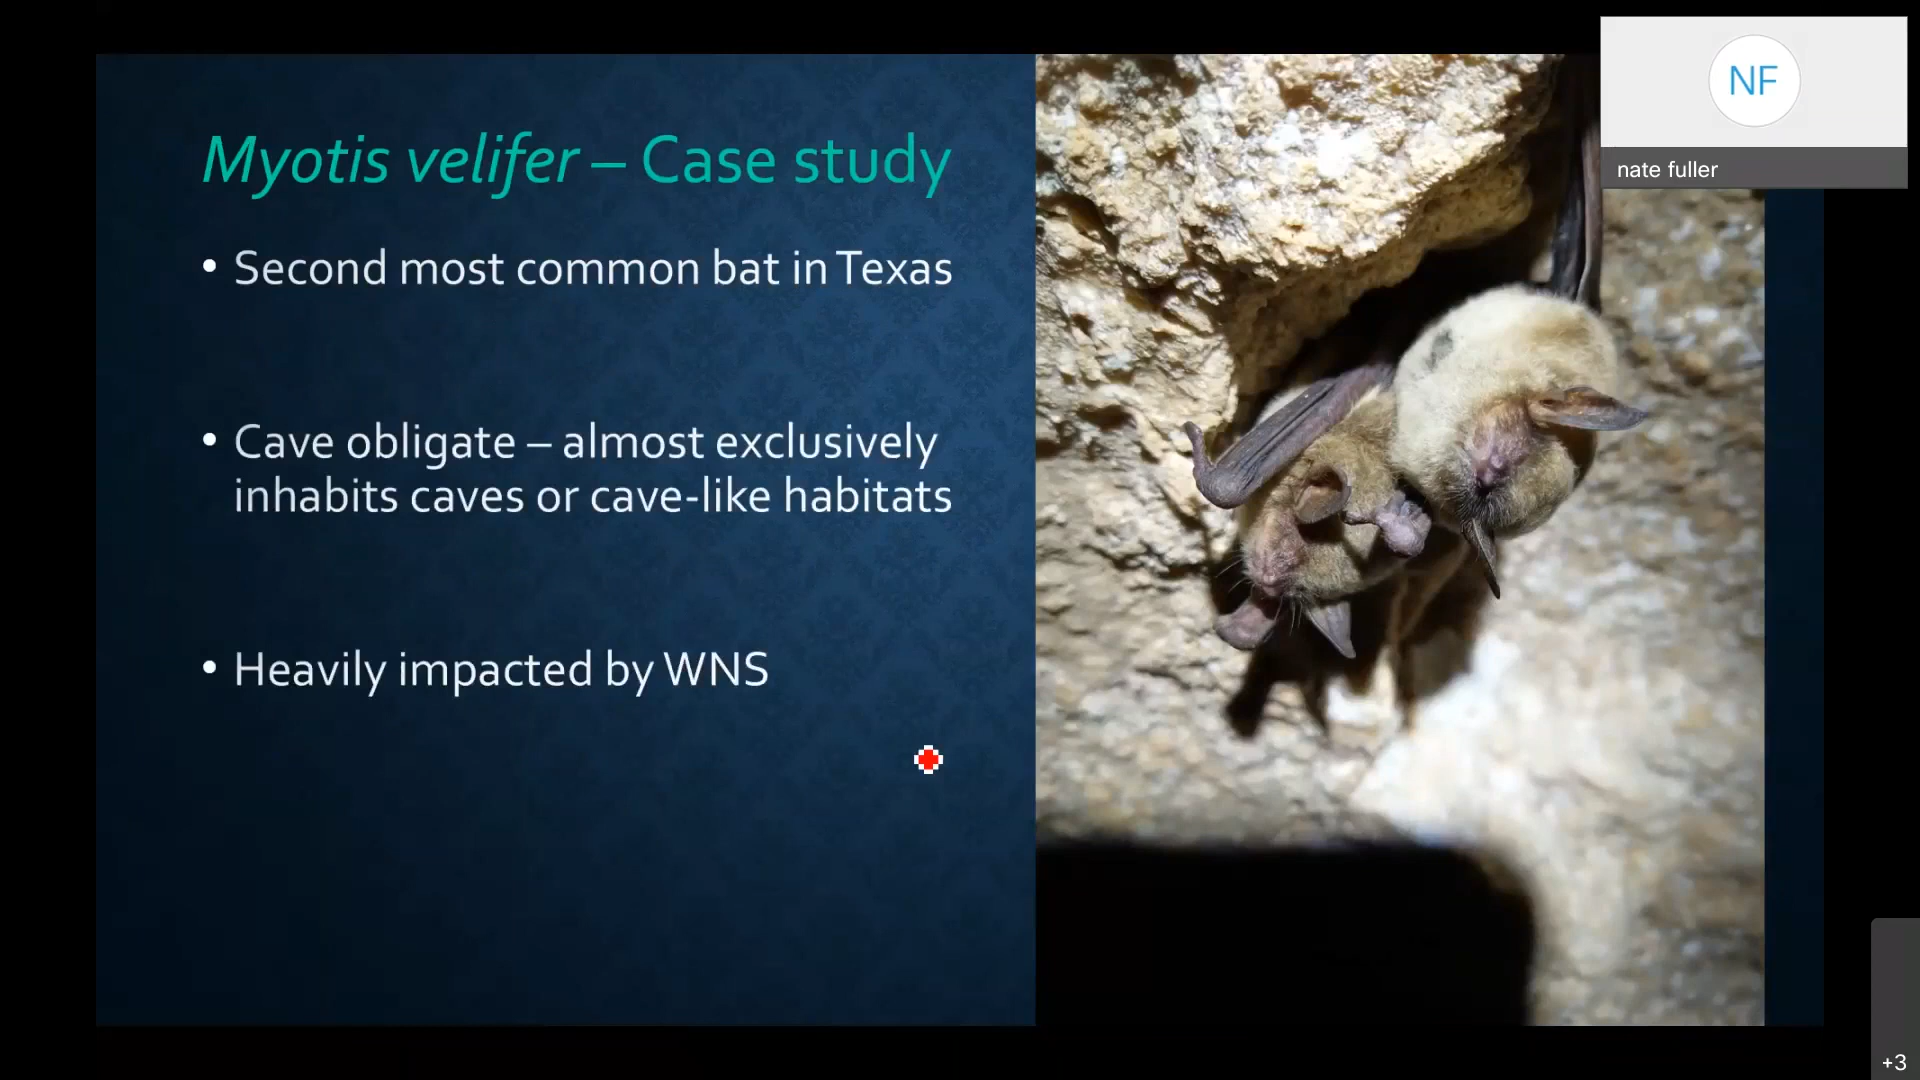 Myotis velifer – Case study
• Second most common bat in Texas
• Cave obligate – almost exclusively
inhabits caves or cave-like habitats
• Heavily impacted by WNS
NF
nate fuller
+3